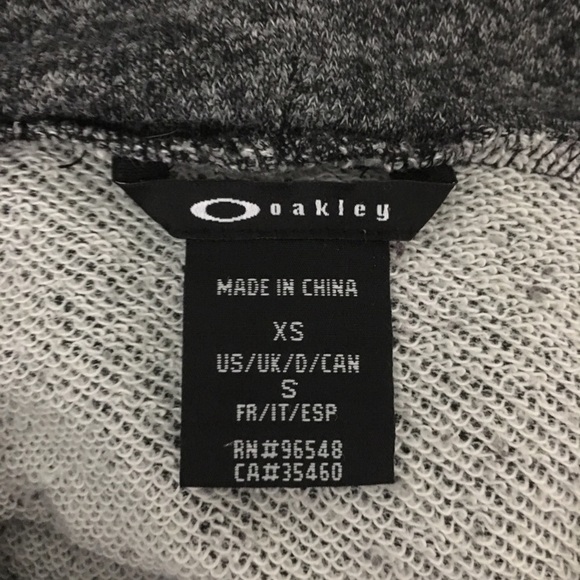 oakley
MADE IN CHINA
XS
US/UK/D/CAN
S
FR/IT/ESP
RN#96548
CA#35460